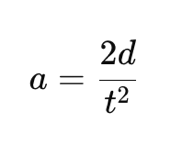 a = 2d / t²